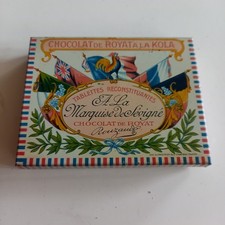 CHOCOLAT DE ROYAT A LA KOLA
TABLETTES RECONSTITUANTES
A La
Marquise de Sévigné
CHOCOLAT DE ROYAT